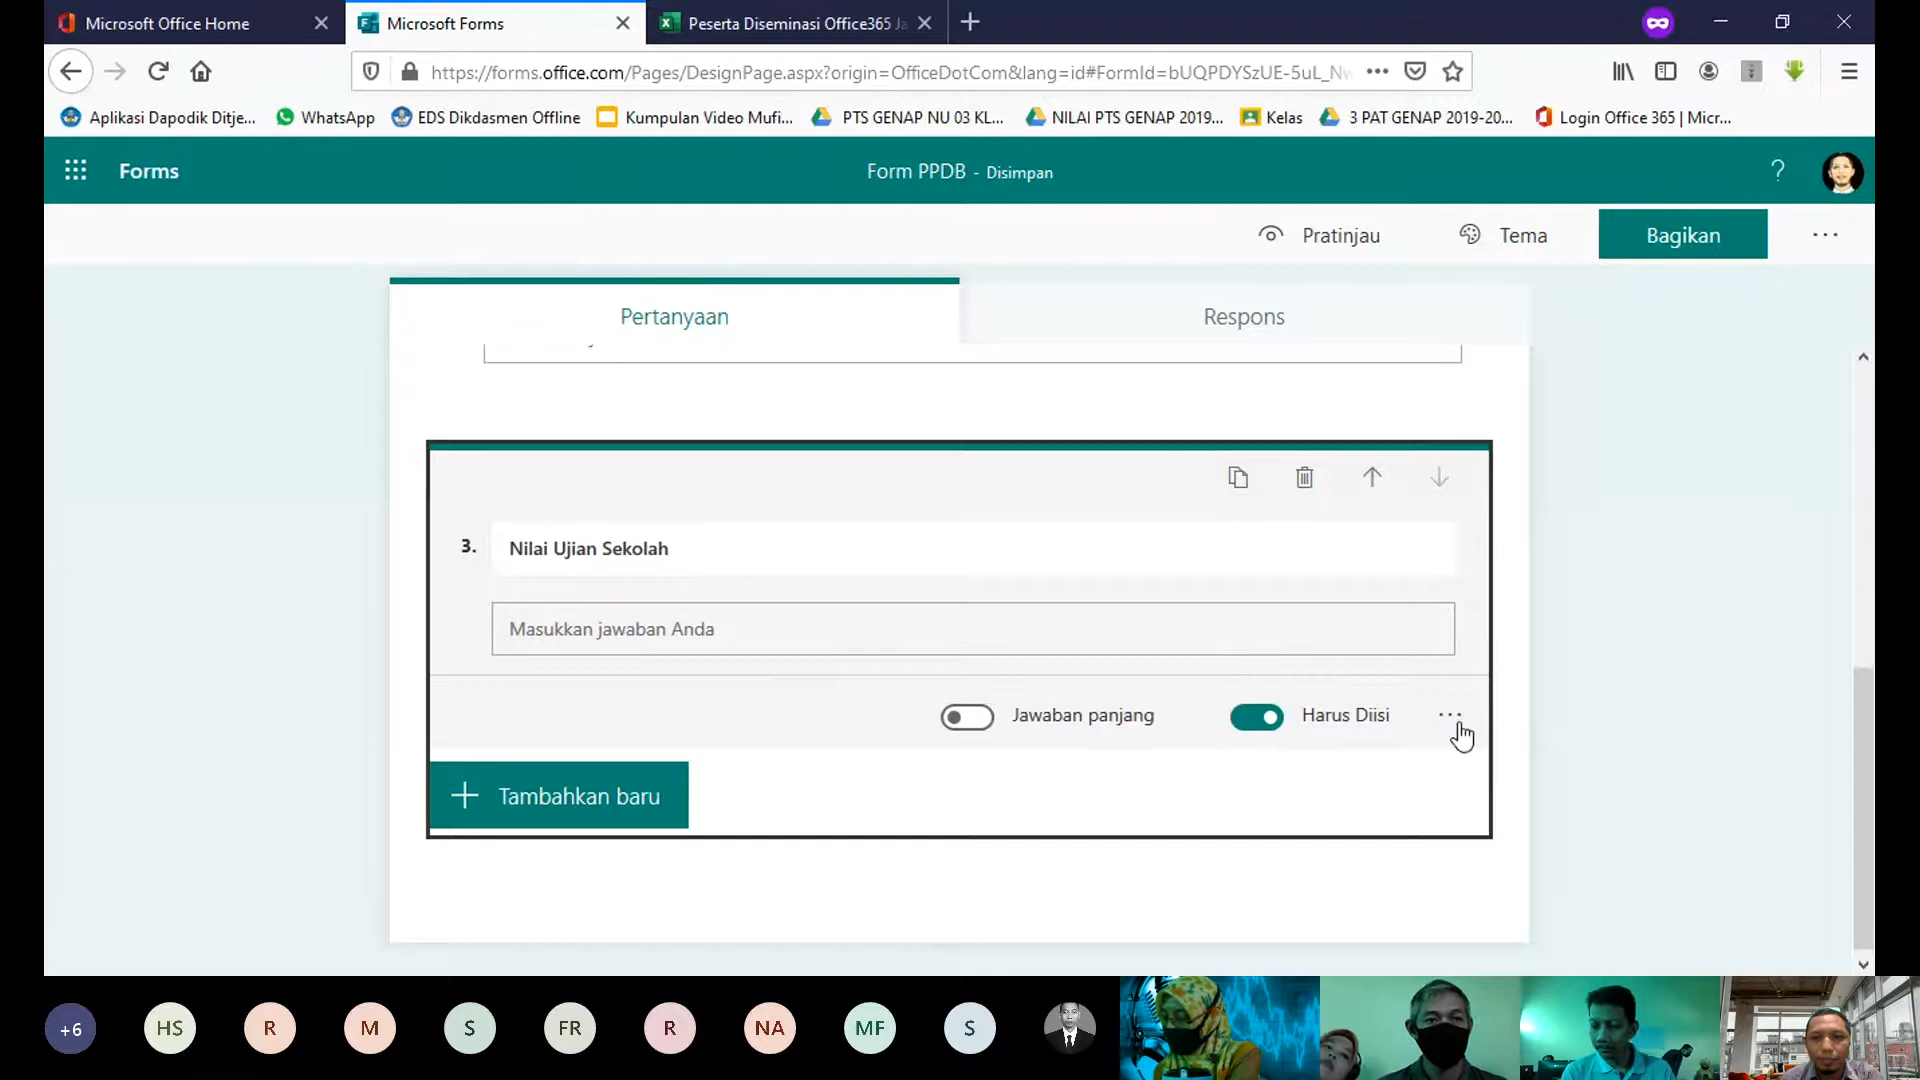 Microsoft Office Home
Microsoft Forms
Peserta Diseminasi Office365 Ja
https://forms.office.com/Pages/DesignPage.aspx?origin=OfficeDotCom&lang=id#FormId=bUQPDYSzUE-5uL_Nw
Aplikasi Dapodik Ditje...
WhatsApp
EDS Dikdasmen Offline
Kumpulan Video Mufi...
PTS GENAP NU 03 KL...
NILAI PTS GENAP 2019...
Kelas
3 PAT GENAP 2019-20...
Login Office 365 | Micr...
Forms
Form PPDB - Disimpan
?
Pratinjau
Tema
Bagikan
Pertanyaan
Respons
3.
Nilai Ujian Sekolah
Masukkan jawaban Anda
Jawaban panjang
Harus Diisi
Tambahkan baru
+6
HS
R
M
S
FR
R
NA
MF
S